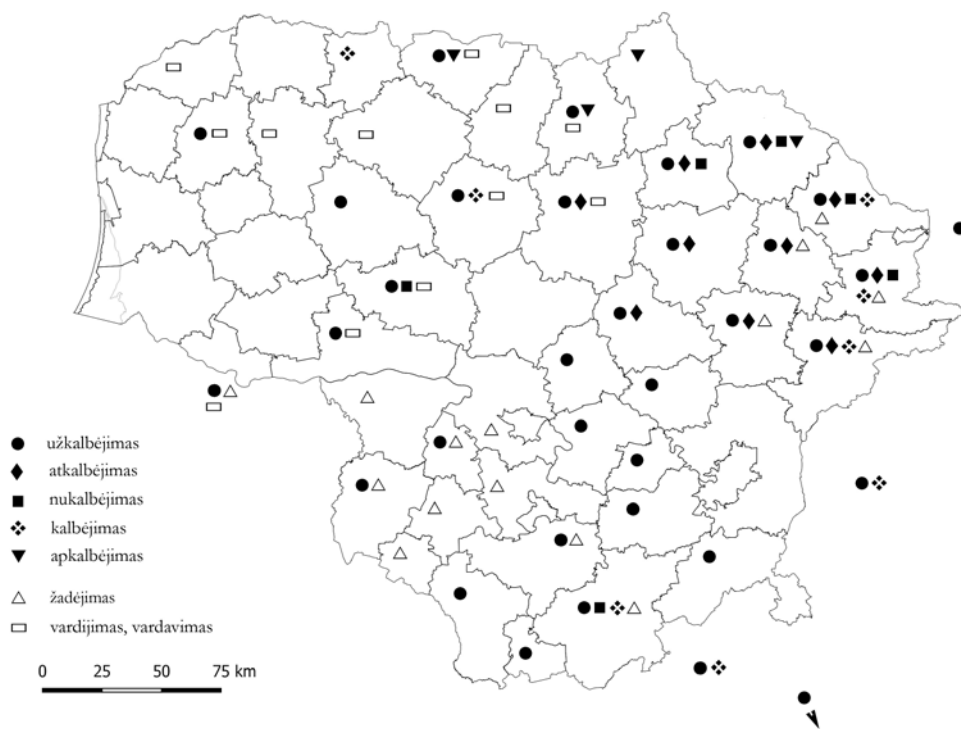 užkalbėjimas
atkalbėjimas
nukalbėjimas
kalbėjimas
apkalbėjimas
žadėjimas
vardijimas, vardavimas
0 25 50 75 km